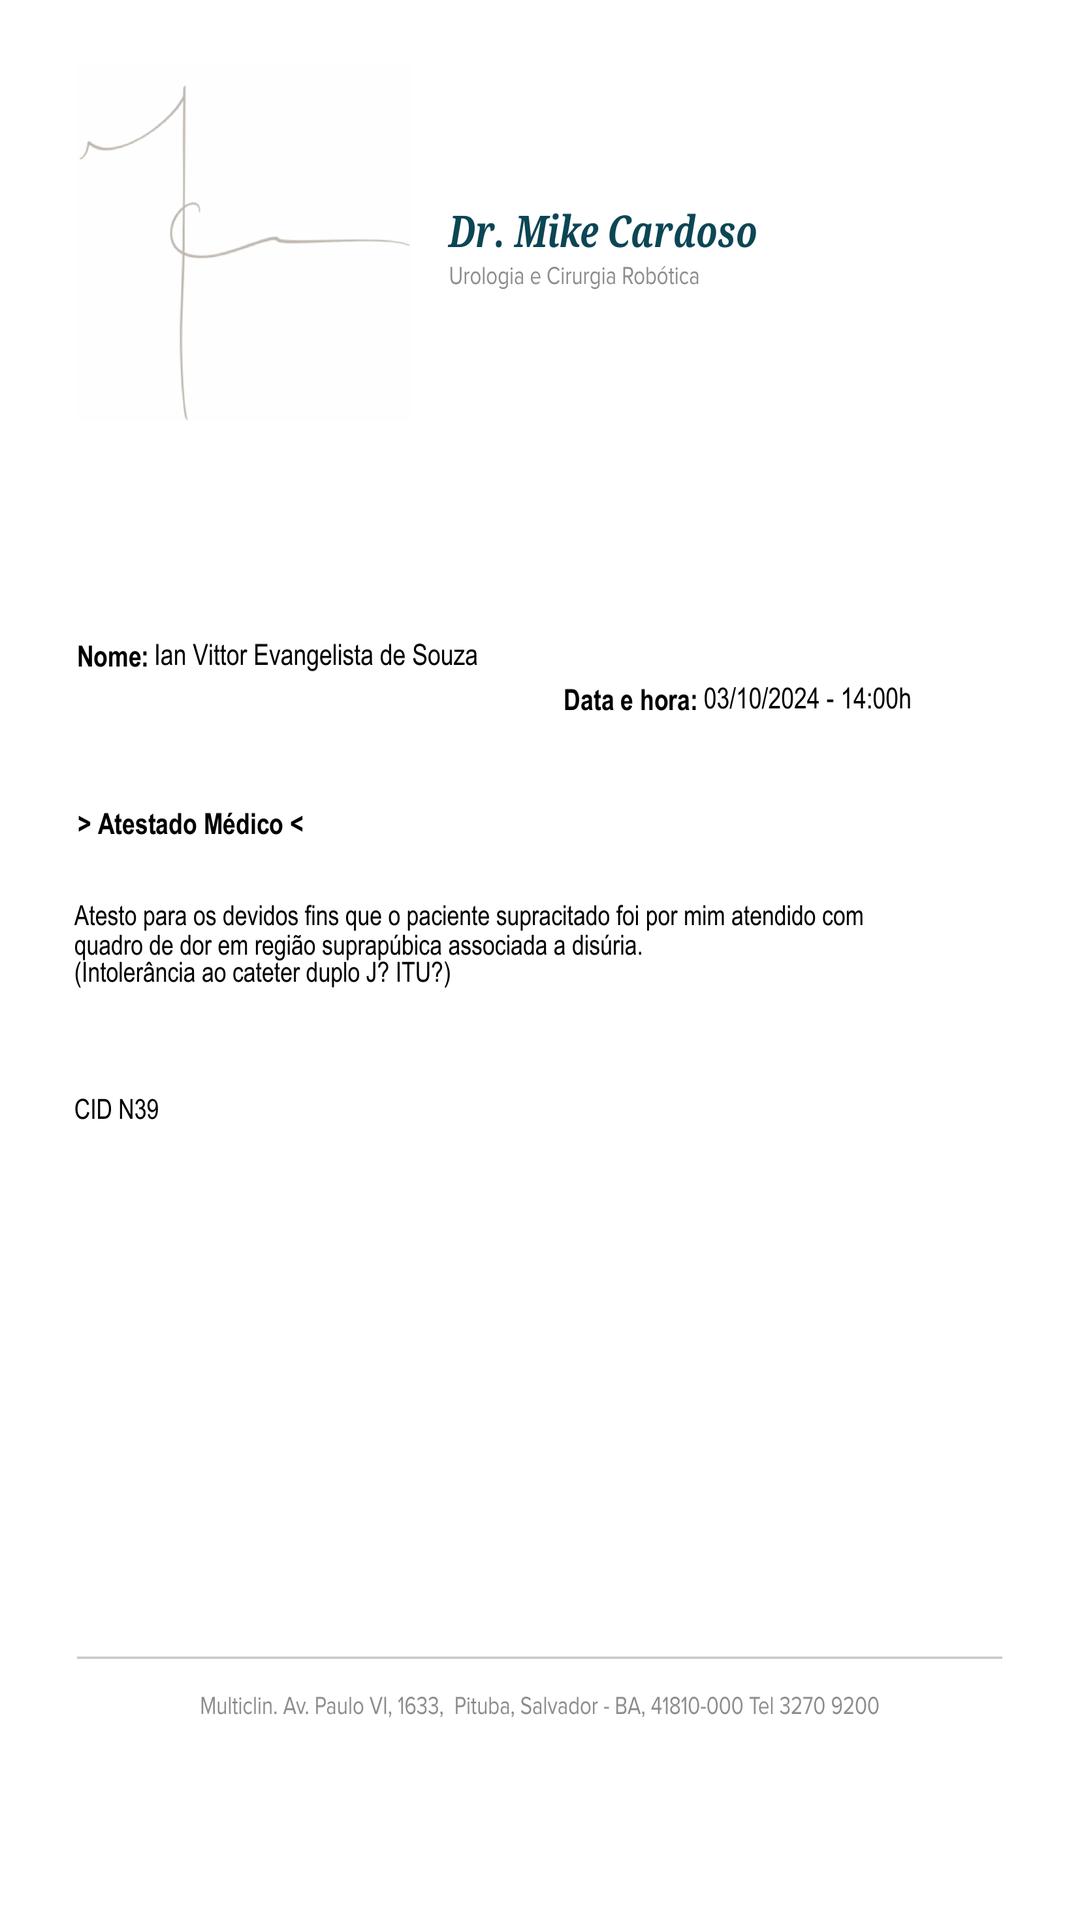 Dr. Mike Cardoso
Urologia e Cirurgia Robótica
Nome: Ian Vittor Evangelista de Souza
Data e hora: 03/10/2024 - 14:00h
> Atestado Médico <
Atesto para os devidos fins que o paciente supracitado foi por mim atendido com
quadro de dor em região suprapúbica associada a disúria.
(Intolerância ao cateter duplo J? ITU?)
CID N39
Multiclin. Av. Paulo VI, 1633, Pituba, Salvador - BA, 41810-000 Tel 3270 9200